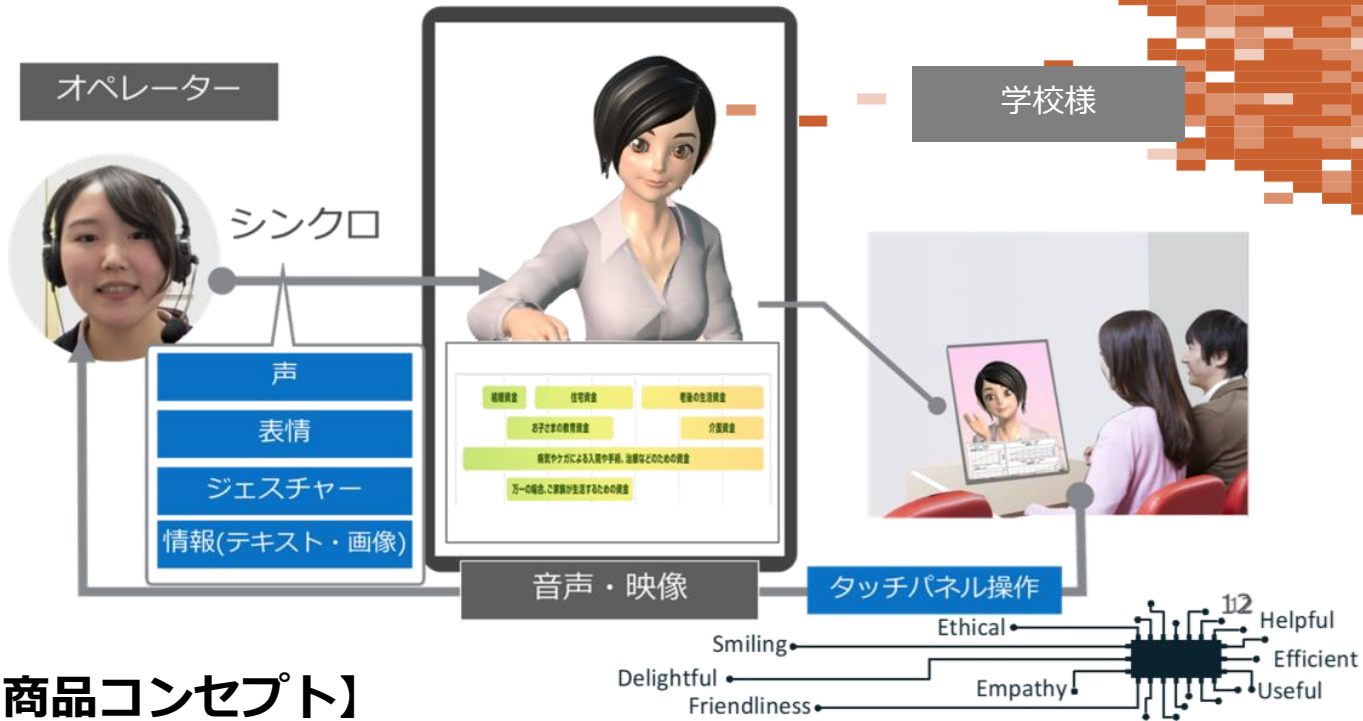 オペレーター
学校様
シンクロ
声
表情
ジェスチャー
情報(テキスト・画像)
結婚資金
住宅資金
老後の生活資金
お子さまの教育資金
介護資金
病気やケガによる入院や手術、治療などのための資金
万一の場合、ご家族が生活するための資金
音声・映像
タッチパネル操作
Smiling
Ethical
Helpful
Delightful
Efficient
Friendliness
Empathy
Useful
商品コンセプト】